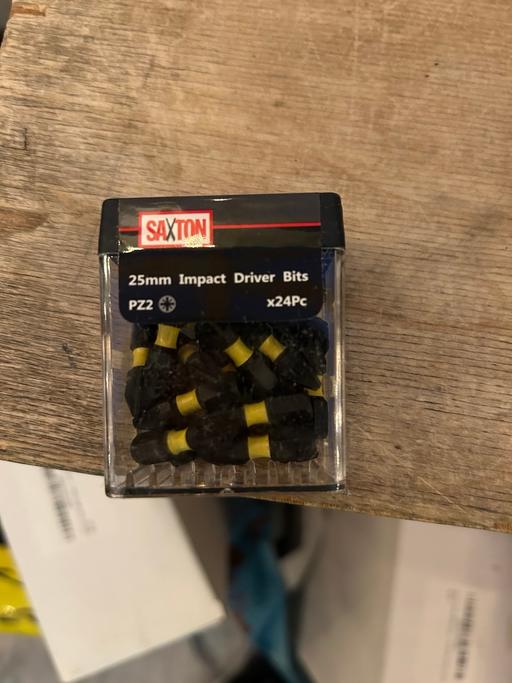 SAXTON
25mm Impact Driver Bits
PZ2 x24Pc